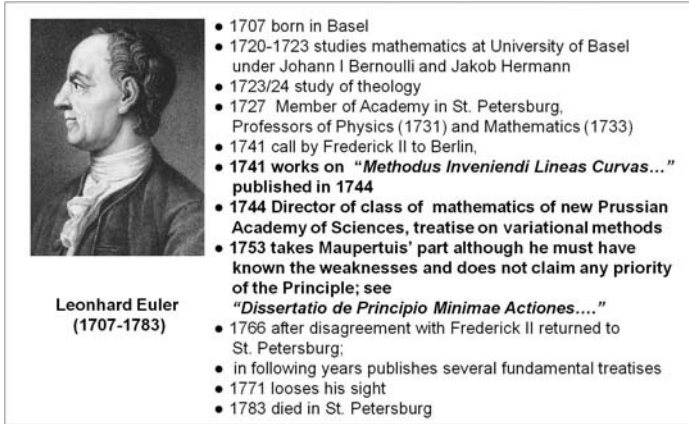 ● 1707 born in Basel
● 1720-1723 studies mathematics at University of Basel
under Johann I Bernoulli and Jakob Hermann
● 1723/24 study of theology
● 1727 Member of Academy in St. Petersburg,
Professors of Physics (1731) and Mathematics (1733)
● 1741 call by Frederick II to Berlin,
● 1741 works on “Methodus Inveniendi Lineas Curvas…”
published in 1744
● 1744 Director of class of mathematics of new Prussian
Academy of Sciences, treatise on variational methods
● 1753 takes Maupertuis’ part although he must have
known the weaknesses and does not claim any priority
of the Principle; see
“Dissertatio de Principio Minimae Actiones….”
● 1766 after disagreement with Frederick II returned to
St. Petersburg;
● in following years publishes several fundamental treatises
● 1771 looses his sight
● 1783 died in St. Petersburg
Leonhard Euler
(1707-1783)